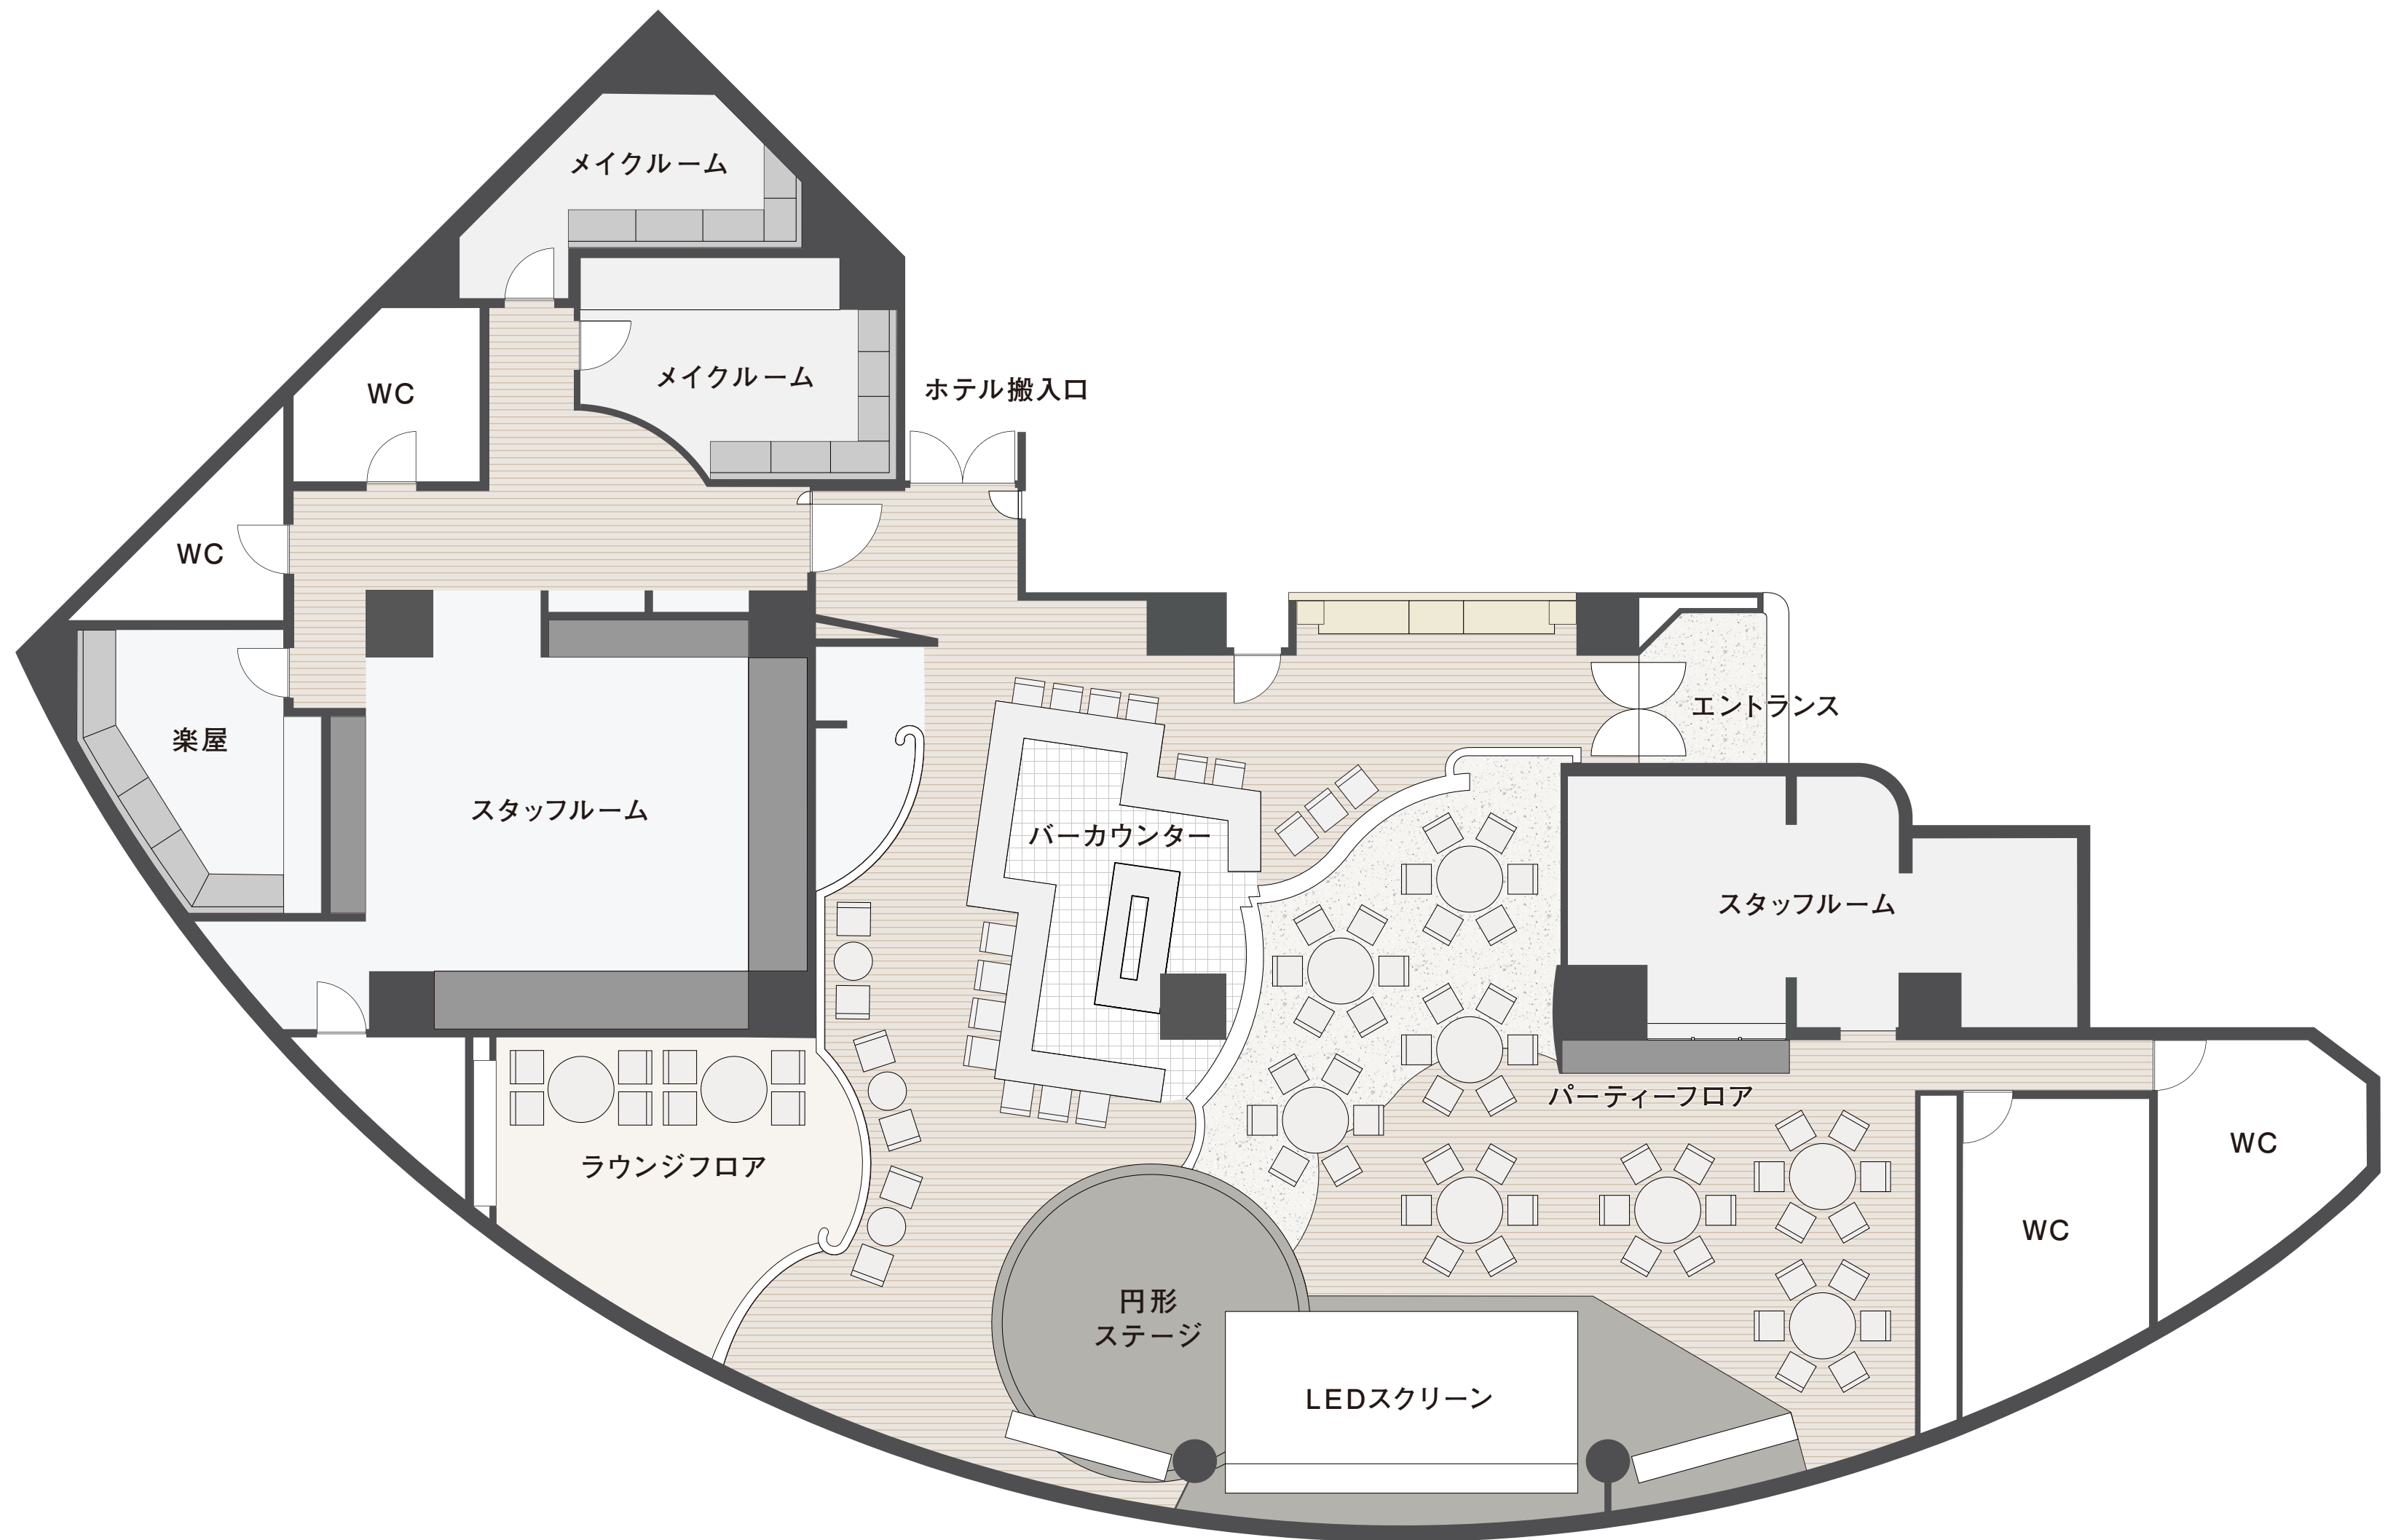 メイクルーム
メイクルーム
ホテル搬入口
WC
WC
エントランス
楽屋
スタッフルーム
バーカウンター
スタッフルーム
パーティーフロア
WC
ラウンジフロア
WC
円形
ステージ
LEDスクリーン